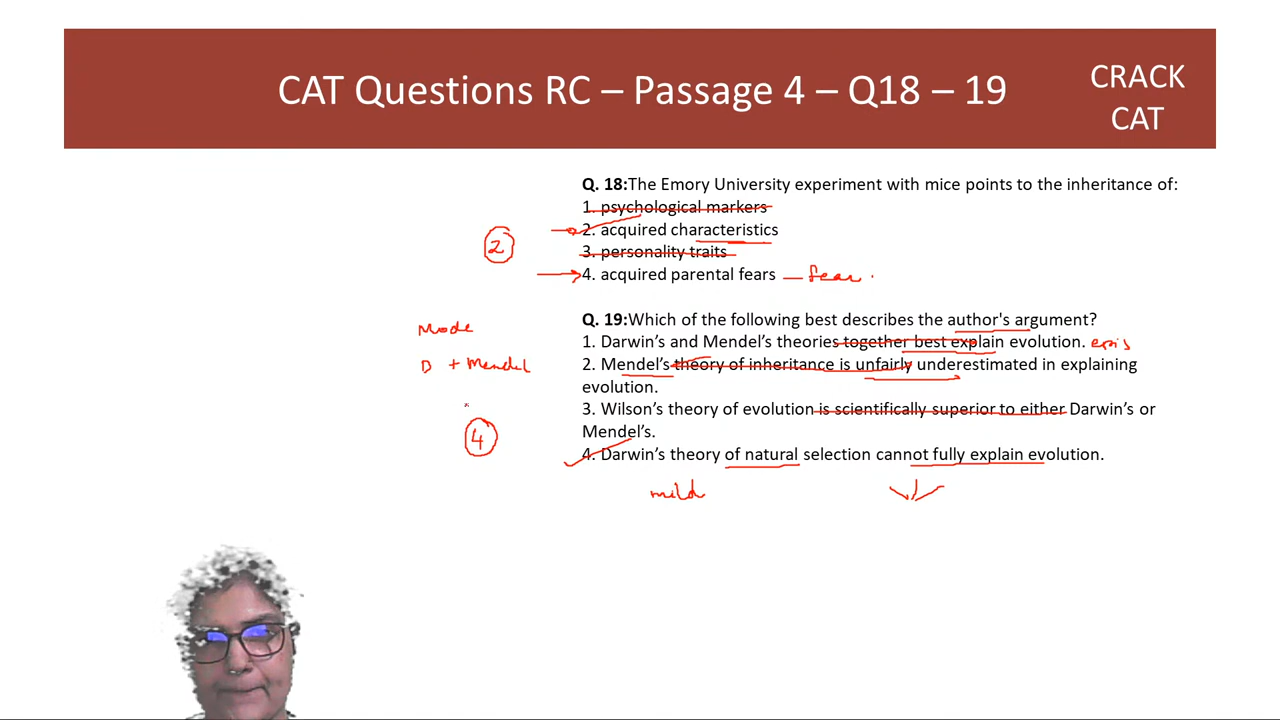 CAT Questions RC – Passage 4 – Q18 – 19
CRACK
CAT
Q. 18:The Emory University experiment with mice points to the inheritance of:
1. psychological markers
2. acquired characteristics
3. personality traits
4. acquired parental fears — fear.
2
Q. 19:Which of the following best describes the author's argument?
1. Darwin's and Mendel's theories together best explain evolution.
2. Mendel's theory of inheritance is unfairly underestimated in explaining
evolution.
3. Wilson's theory of evolution is scientifically superior to either Darwin's or
Mendel's.
4. Darwin's theory of natural selection cannot fully explain evolution.
Mode
D + Mendel
4
mild